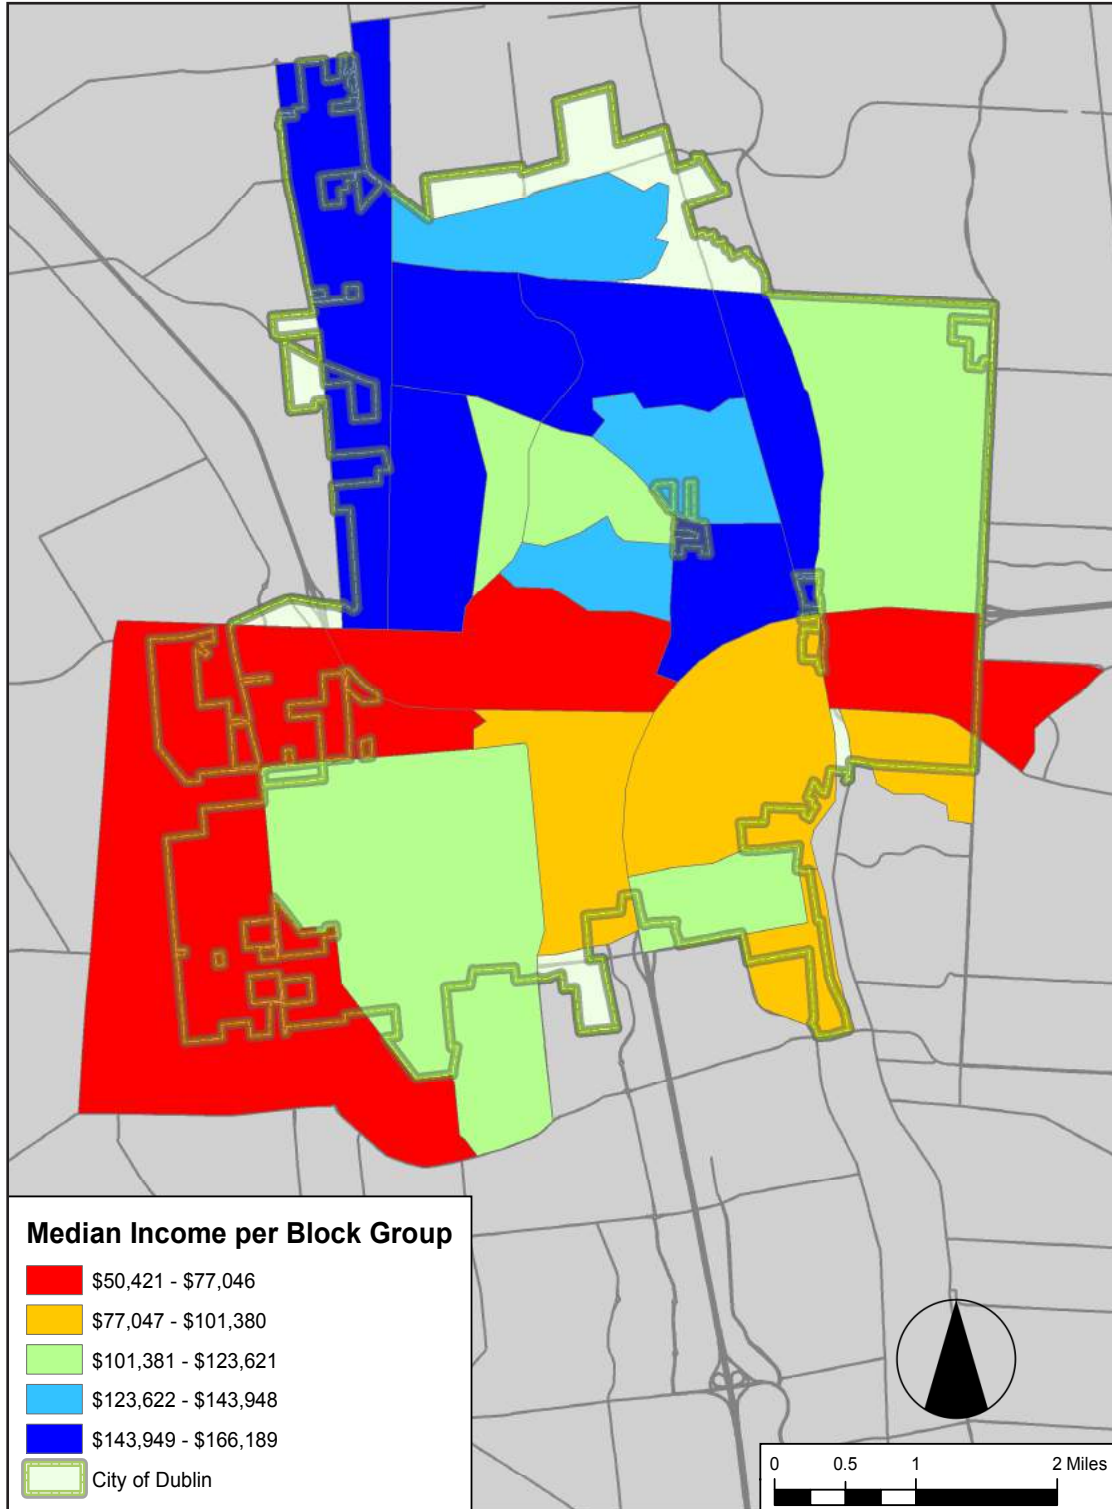 Median Income per Block Group
$50,421 - $77,046
$77,047 - $101,380
$101,381 - $123,621
$123,622 - $143,948
$143,949 - $166,189
City of Dublin
0 0.5 1 2 Miles